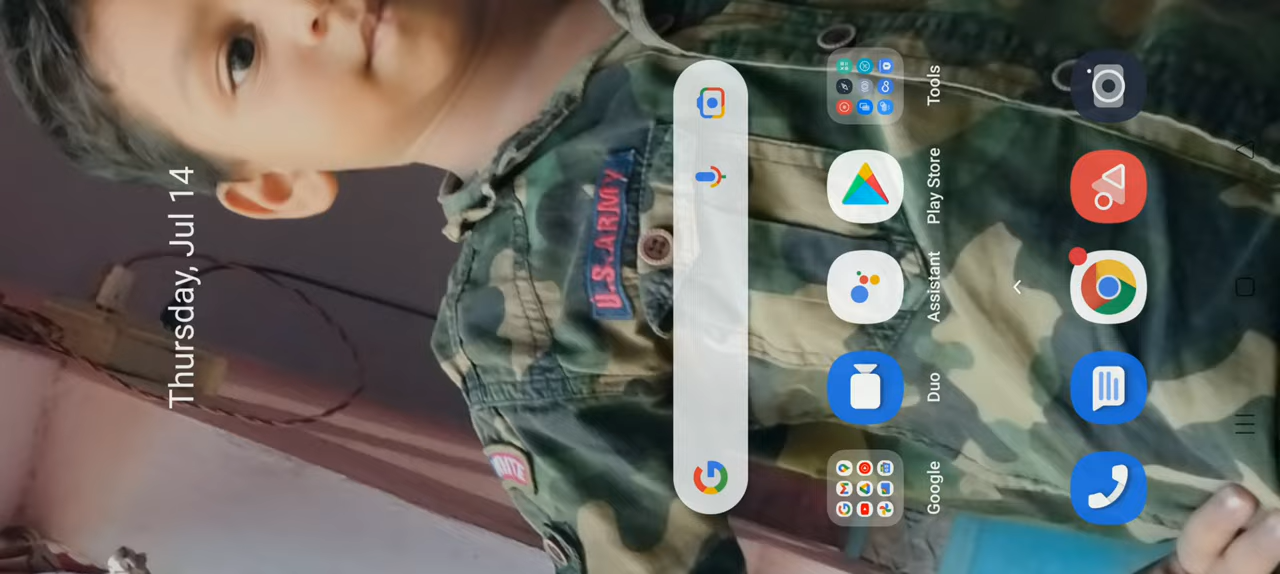 Thursday, Jul 14
U.S.ARMY
Google
Duo
Assistant
Play Store
Tools